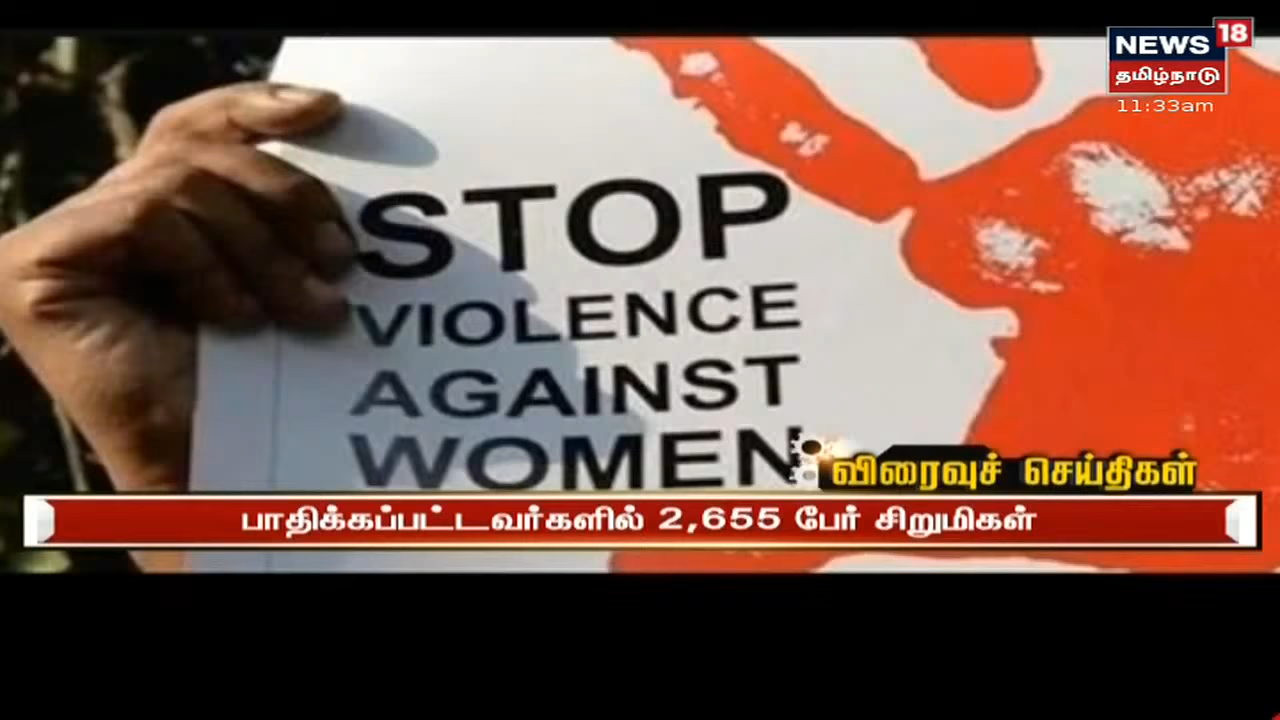 NEWS 18
தமிழ்நாடு
11:33am
STOP
VIOLENCE
AGAINST
WOMEN
விரைவுச் செய்திகள்
பாதிக்கப்பட்டவர்களில் 2,655 பேர் சிறுமிகள்